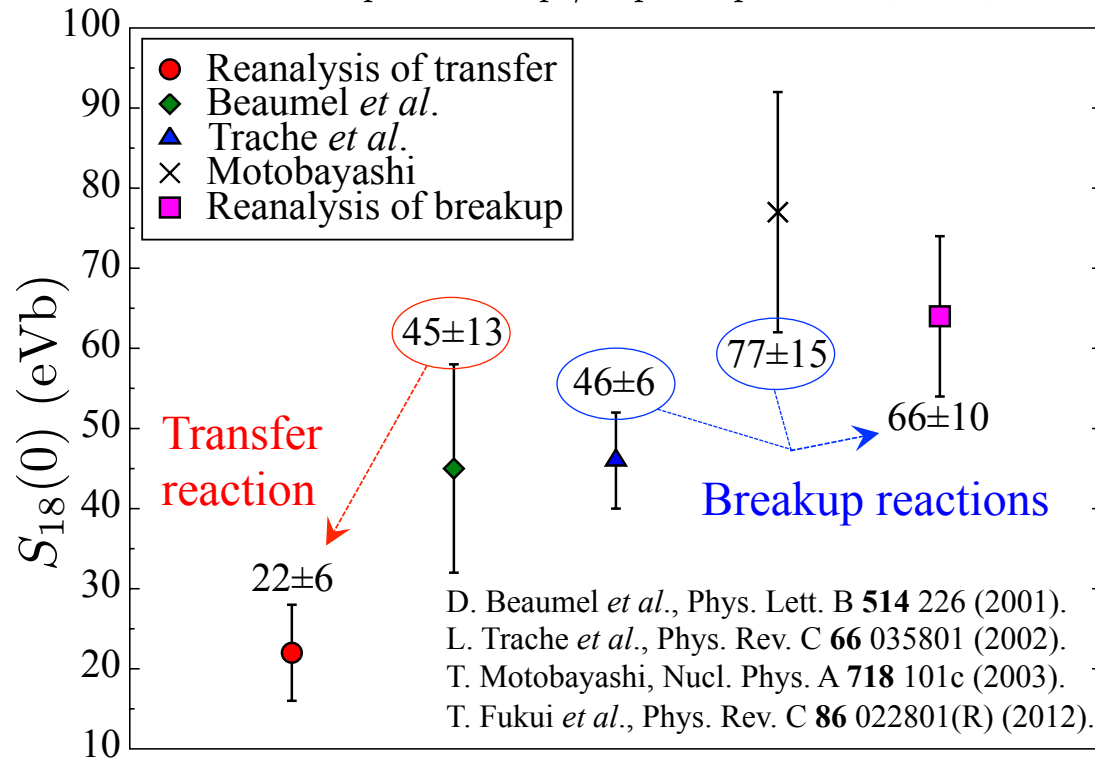 100
90
80
70
60
50
40
30
20
10
S18(0) (eVb)
Reanalysis of transfer
Beaumel et al.
Trache et al.
Motobayashi
Reanalysis of breakup
45±13
46±6
77±15
66±10
22±6
Transfer
reaction
Breakup reactions
D. Beaumel et al., Phys. Lett. B 514 226 (2001).
L. Trache et al., Phys. Rev. C 66 035801 (2002).
T. Motobayashi, Nucl. Phys. A 718 101c (2003).
T. Fukui et al., Phys. Rev. C 86 022801(R) (2012).